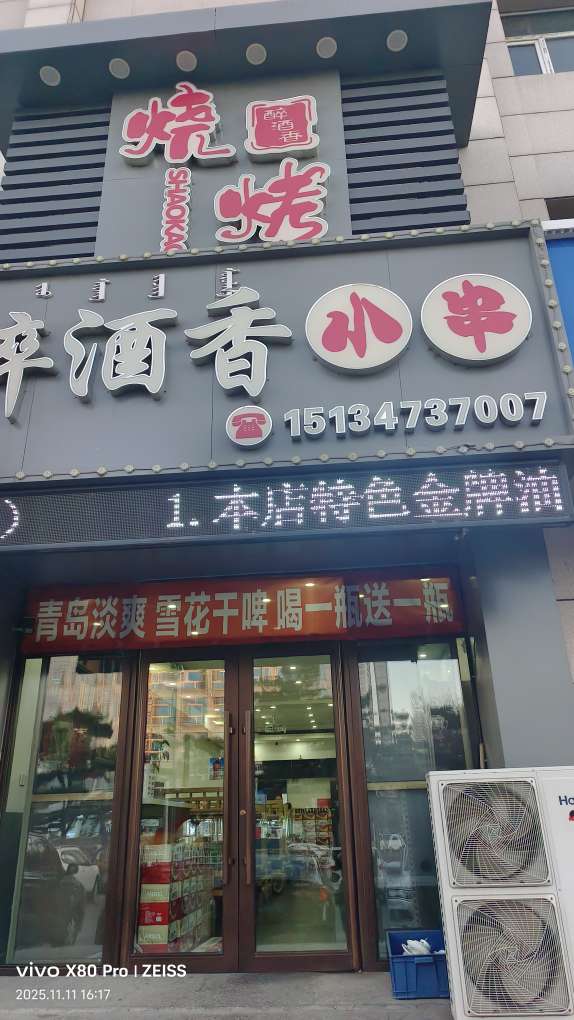 烧烤
醉酒香
SHAOKAO
醉酒香小串
15134737007
1.本店特色金牌滷
青岛淡爽 雪花干啤 喝一瓶送一瓶
vivo X80 Pro | ZEISS
2025.11.11 16:17